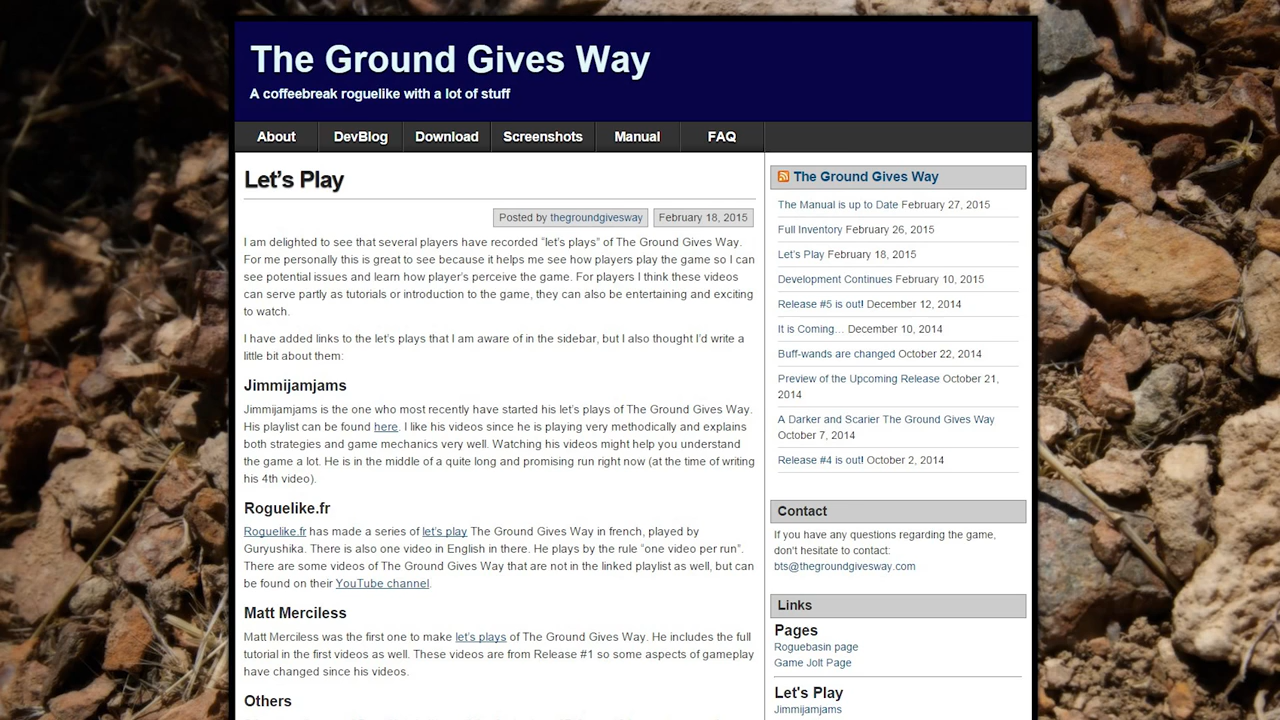 The Ground Gives Way
A coffeebreak roguelike with a lot of stuff
About DevBlog Download Screenshots Manual FAQ
Let's Play
Posted by thegroundgivesway February 18, 2015
I am delighted to see that several players have recorded "let's plays" of The Ground Gives Way.
For me personally this is great to see because it helps me see how players play the game so I can
see potential issues and learn how player's perceive the game. For players I think these videos
can serve partly as tutorials or introduction to the game, they can also be entertaining and exciting
to watch.
I have added links to the let's plays that I am aware of in the sidebar, but I also thought I'd write a
little bit about them:
Jimmijamjams
Jimmijamjams is the one who most recently have started his let's plays of The Ground Gives Way.
His playlist can be found here. I like his videos since he is playing very methodically and explains
both strategies and game mechanics very well. Watching his videos might help you understand
the game a lot. He is in the middle of a quite long and promising run right now (at the time of writing
his 4th video).
Roguelike.fr
Roguelike.fr has made a series of let's play The Ground Gives Way in french, played by
Guryushika. There is also one video in English in there. He plays by the rule "one video per run".
There are some videos of The Ground Gives Way that are not in the linked playlist as well, but can
be found on their YouTube channel.
Matt Merciless
Matt Merciless was the first one to make let's plays of The Ground Gives Way. He includes the full
tutorial in the first videos as well. These videos are from Release #1 so some aspects of gameplay
have changed since his videos.
Others
The Ground Gives Way
The Manual is up to Date February 27, 2015
Full Inventory February 26, 2015
Let's Play February 18, 2015
Development Continues February 10, 2015
Release #5 is out! December 12, 2014
It is Coming… December 10, 2014
Buff-wands are changed October 22, 2014
Preview of the Upcoming Release October 21,
2014
A Darker and Scarier The Ground Gives Way
October 7, 2014
Release #4 is out! October 2, 2014
Contact
If you have any questions regarding the game,
don't hesitate to contact:
bts@thegroundgivesway.com
Links
Pages
Roguebasin page
Game Jolt Page
Let's Play
Jimmijamjams